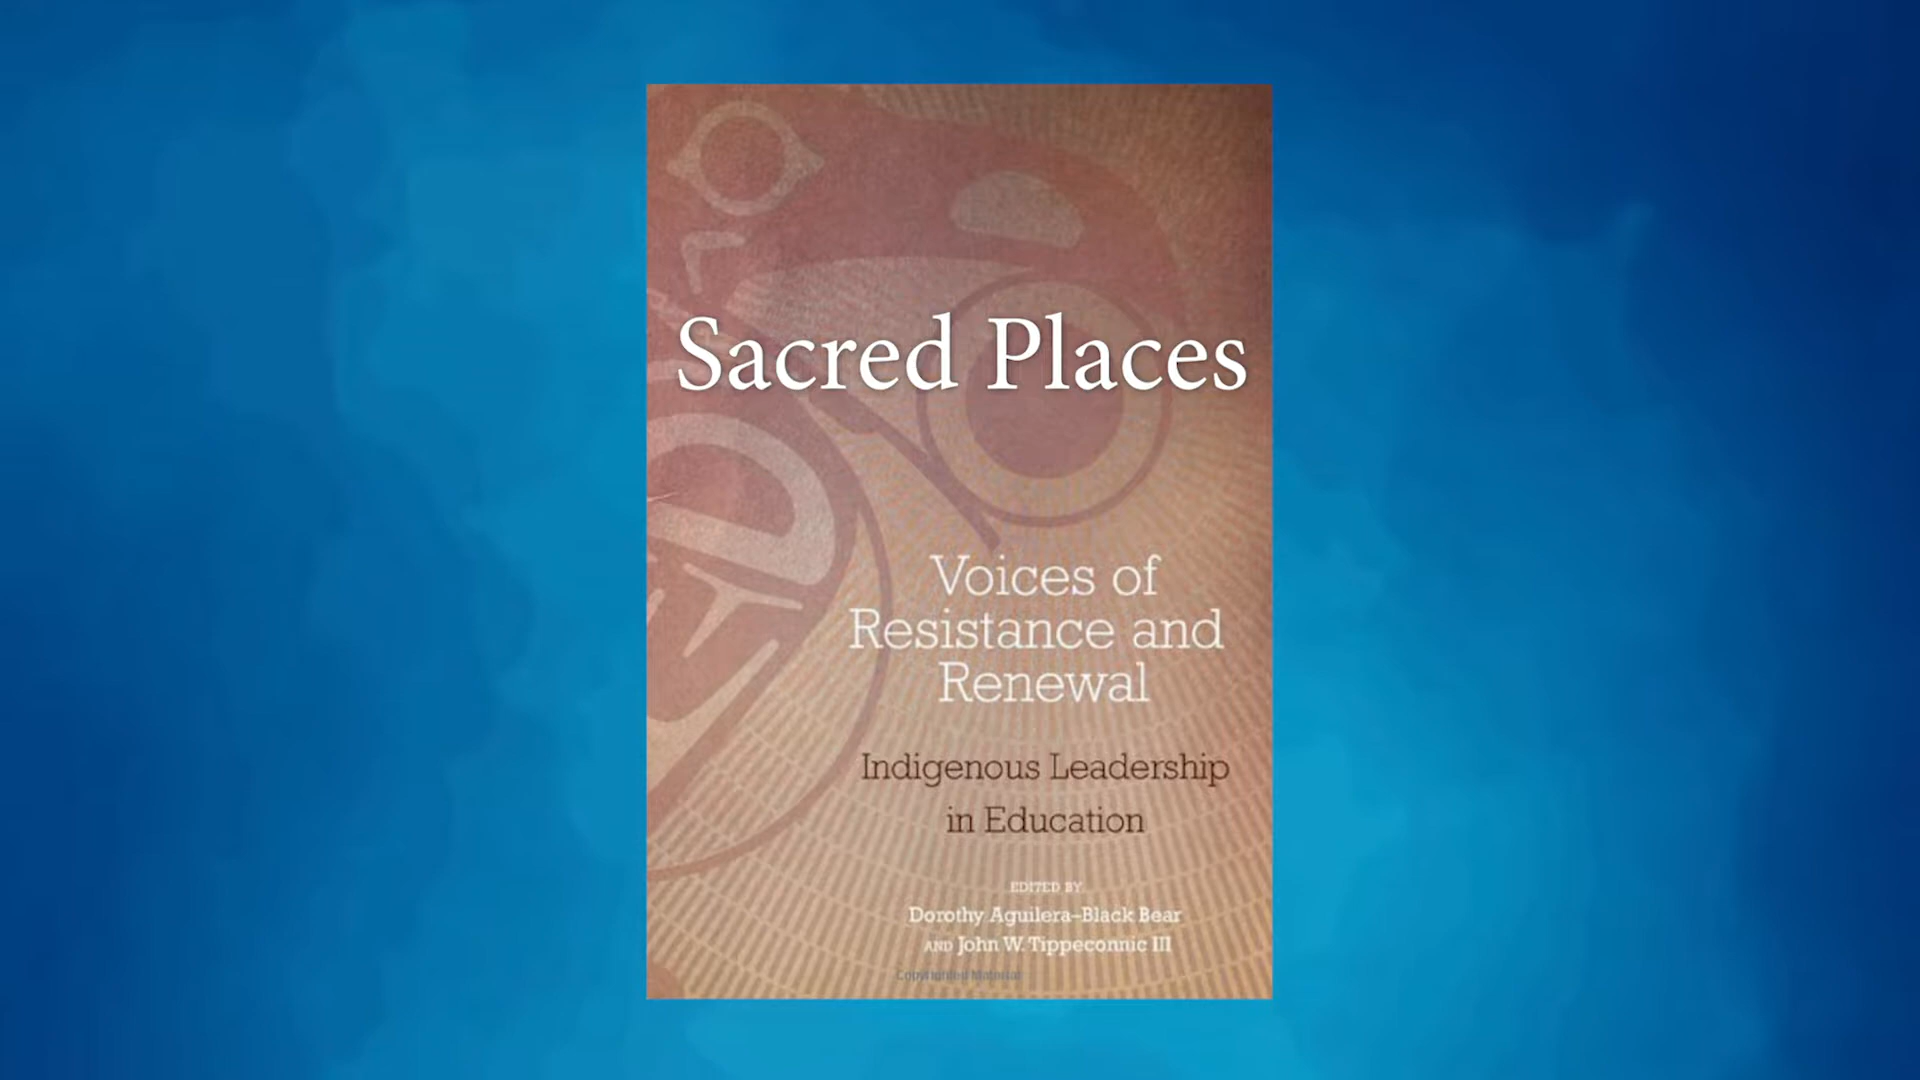 Sacred Places
Voices of
Resistance and
Renewal
Indigenous Leadership
in Education
EDITED BY
Dorothy Aguilera–Black Bear
AND John W. Tippeconnic III
Copyrighted Material